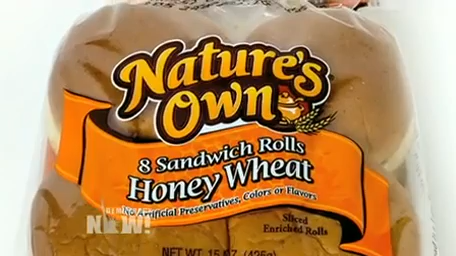 Nature's
Own
8 Sandwich Rolls
Honey Wheat
No Artificial Preservatives, Colors or Flavors
Sliced
Enriched Rolls
NET WT. 15 OZ (425g)
NOW!